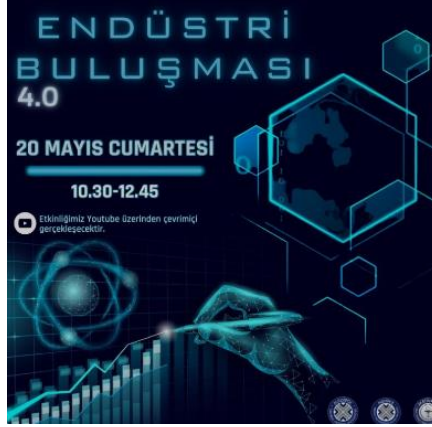 ENDÜSTRİ
BULUŞMASI
4.0
20 MAYIS CUMARTESİ
10.30-12.45
Etkinliğimiz Youtube üzerinden çevrimiçi
gerçekleşecektir.